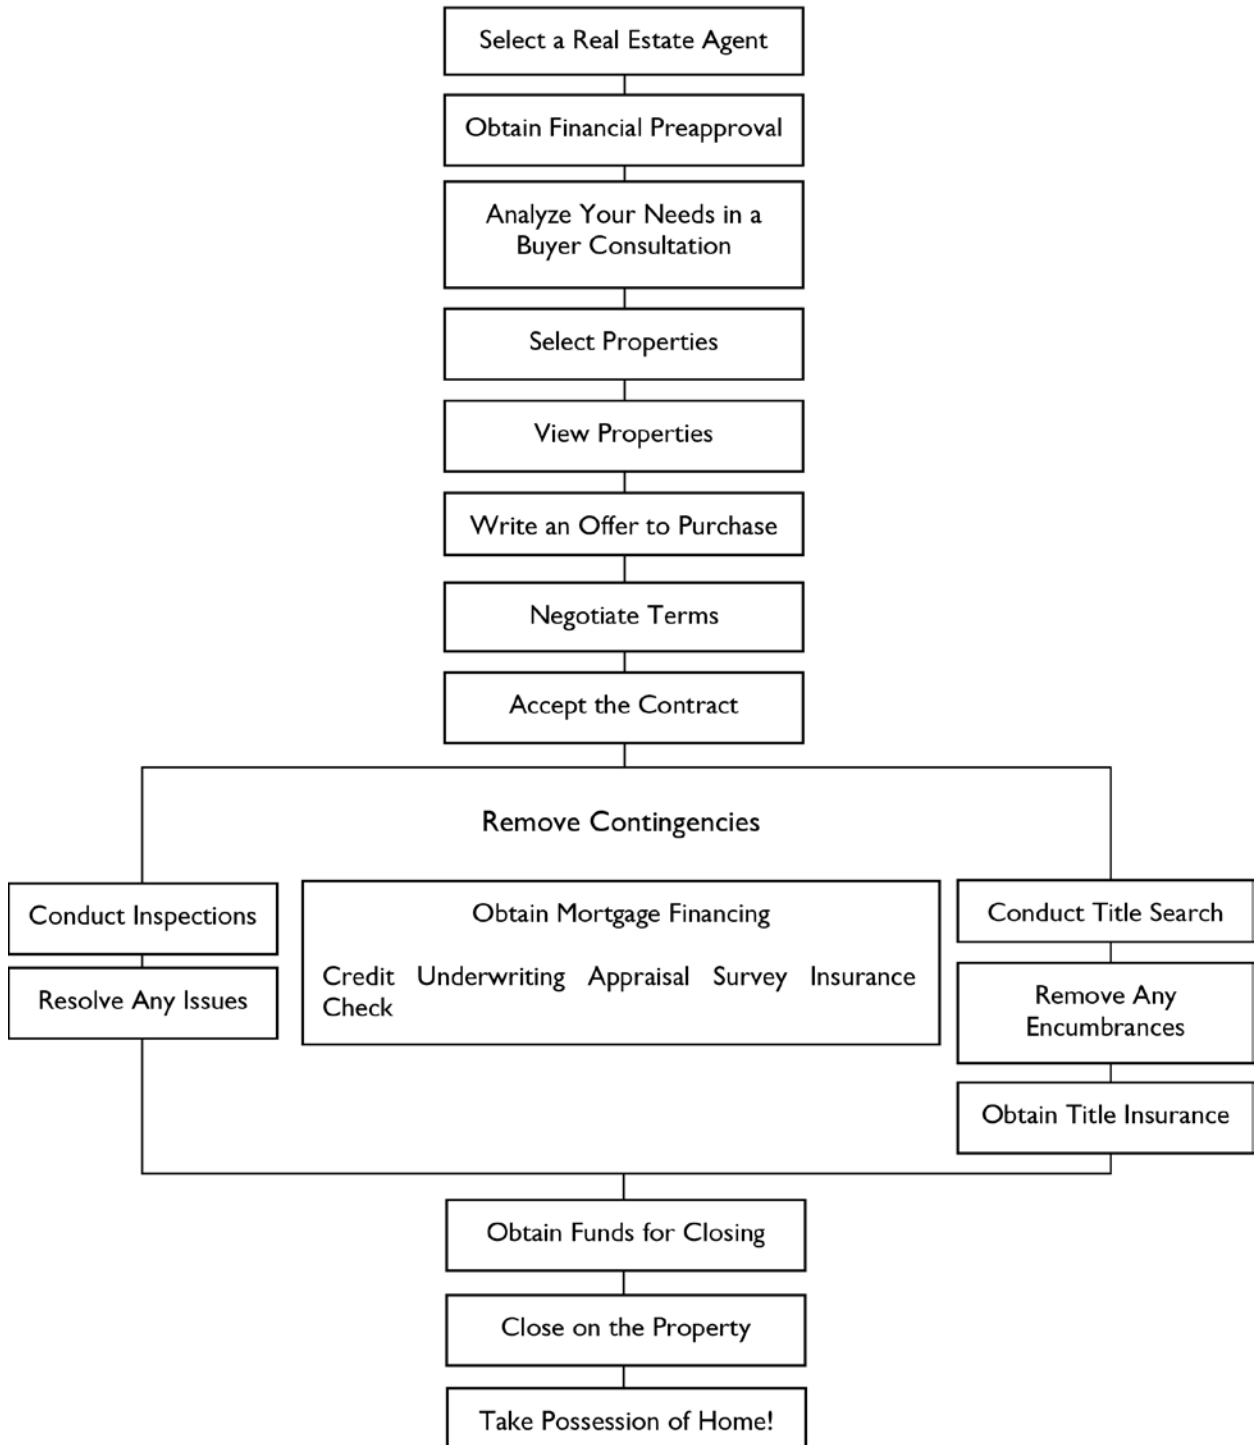 Select a Real Estate Agent
Obtain Financial Preapproval
Analyze Your Needs in a
Buyer Consultation
Select Properties
View Properties
Write an Offer to Purchase
Negotiate Terms
Accept the Contract
Remove Contingencies
Conduct Inspections
Resolve Any Issues
Obtain Mortgage Financing
Credit Underwriting Appraisal Survey Insurance
Check
Conduct Title Search
Remove Any
Encumbrances
Obtain Title Insurance
Obtain Funds for Closing
Close on the Property
Take Possession of Home!